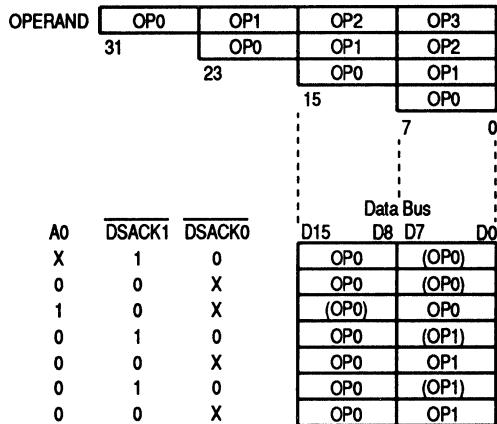 OPERAND OP0 OP1 OP2 OP3
31 OP0 OP1 OP2
23 OP0 OP1
15 OP0
7 0
Data Bus
A0 DSACK1 DSACK0 D15 D8 D7 D0
X 1 0 OP0 (OP0)
0 0 X OP0 (OP0)
1 0 X (OP0) OP0
0 1 0 OP0 (OP1)
0 0 X OP0 OP1
0 1 0 OP0 (OP1)
0 0 X OP0 OP1